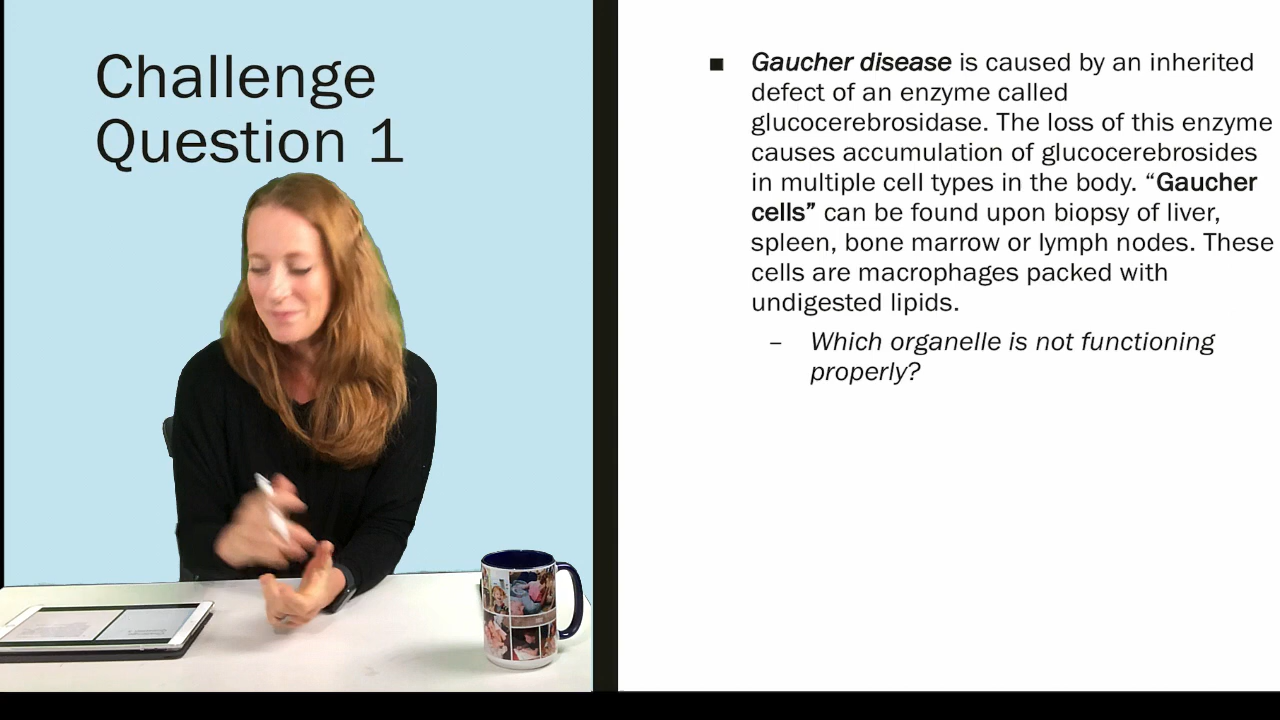 Challenge
Question 1
■ Gaucher disease is caused by an inherited
defect of an enzyme called
glucocerebrosidase. The loss of this enzyme
causes accumulation of glucocerebrosides
in multiple cell types in the body. “Gaucher
cells” can be found upon biopsy of liver,
spleen, bone marrow or lymph nodes. These
cells are macrophages packed with
undigested lipids.
– Which organelle is not functioning
properly?